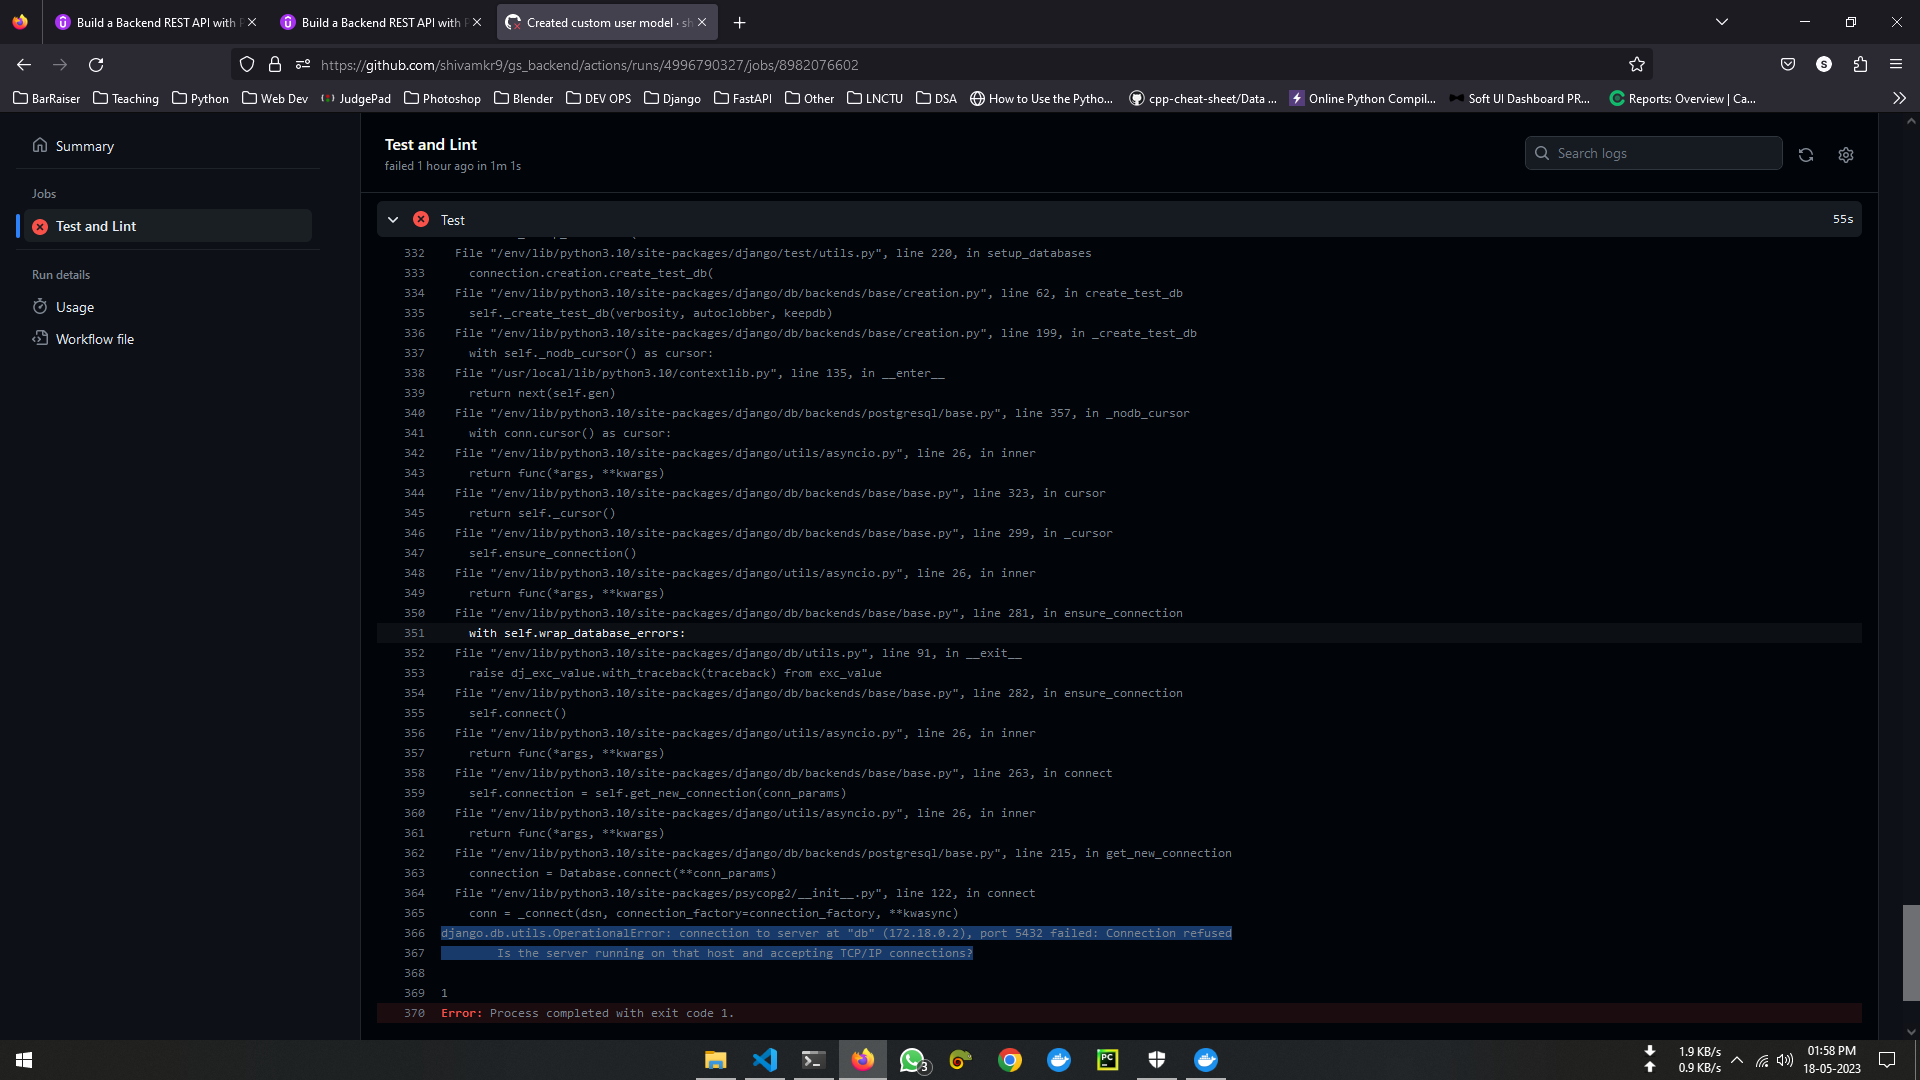 Build a Backend REST API with P
Build a Backend REST API with P
Created custom user model · sh
https://github.com/shivamkr9/gs_backend/actions/runs/4996790327/jobs/8982076602
S
BarRaiser
Teaching
Python
Web Dev
JudgePad
Photoshop
Blender
DEV OPS
Django
FastAPI
Other
LNCTU
DSA
How to Use the Pytho...
cpp-cheat-sheet/Data ...
Online Python Compil...
Soft UI Dashboard PR...
Reports: Overview | Ca...
Summary
Jobs
Test and Lint
Run details
Usage
Workflow file
Test and Lint
failed 1 hour ago in 1m 1s
Search logs
Test
55s
332 File "/env/lib/python3.10/site-packages/django/test/utils.py", line 220, in setup_databases
333 connection.creation.create_test_db(
334 File "/env/lib/python3.10/site-packages/django/db/backends/base/creation.py", line 62, in create_test_db
335 self._create_test_db(verbosity, autoclobber, keepdb)
336 File "/env/lib/python3.10/site-packages/django/db/backends/base/creation.py", line 199, in _create_test_db
337 with self._nodb_cursor() as cursor:
338 File "/usr/local/lib/python3.10/contextlib.py", line 135, in __enter__
339 return next(self.gen)
340 File "/env/lib/python3.10/site-packages/django/db/backends/postgresql/base.py", line 357, in _nodb_cursor
341 with conn.cursor() as cursor:
342 File "/env/lib/python3.10/site-packages/django/utils/asyncio.py", line 26, in inner
343 return func(*args, **kwargs)
344 File "/env/lib/python3.10/site-packages/django/db/backends/base/base.py", line 323, in cursor
345 return self._cursor()
346 File "/env/lib/python3.10/site-packages/django/db/backends/base/base.py", line 299, in _cursor
347 self.ensure_connection()
348 File "/env/lib/python3.10/site-packages/django/utils/asyncio.py", line 26, in inner
349 return func(*args, **kwargs)
350 File "/env/lib/python3.10/site-packages/django/db/backends/base/base.py", line 281, in ensure_connection
351 with self.wrap_database_errors:
352 File "/env/lib/python3.10/site-packages/django/db/utils.py", line 91, in __exit__
353 raise dj_exc_value.with_traceback(traceback) from exc_value
354 File "/env/lib/python3.10/site-packages/django/db/backends/base/base.py", line 282, in ensure_connection
355 self.connect()
356 File "/env/lib/python3.10/site-packages/django/utils/asyncio.py", line 26, in inner
357 return func(*args, **kwargs)
358 File "/env/lib/python3.10/site-packages/django/db/backends/base/base.py", line 263, in connect
359 self.connection = self.get_new_connection(conn_params)
360 File "/env/lib/python3.10/site-packages/django/utils/asyncio.py", line 26, in inner
361 return func(*args, **kwargs)
362 File "/env/lib/python3.10/site-packages/django/db/backends/postgresql/base.py", line 215, in get_new_connection
363 connection = Database.connect(**conn_params)
364 File "/env/lib/python3.10/site-packages/psycopg2/__init__.py", line 122, in connect
365 conn = _connect(dsn, connection_factory=connection_factory, **kwasync)
366 django.db.utils.OperationalError: connection to server at "db" (172.18.0.2), port 5432 failed: Connection refused
367 Is the server running on that host and accepting TCP/IP connections?
368
369 1
370 Error: Process completed with exit code 1.
3
PC
1.9 KB/s
0.9 KB/s
01:58 PM
18-05-2023